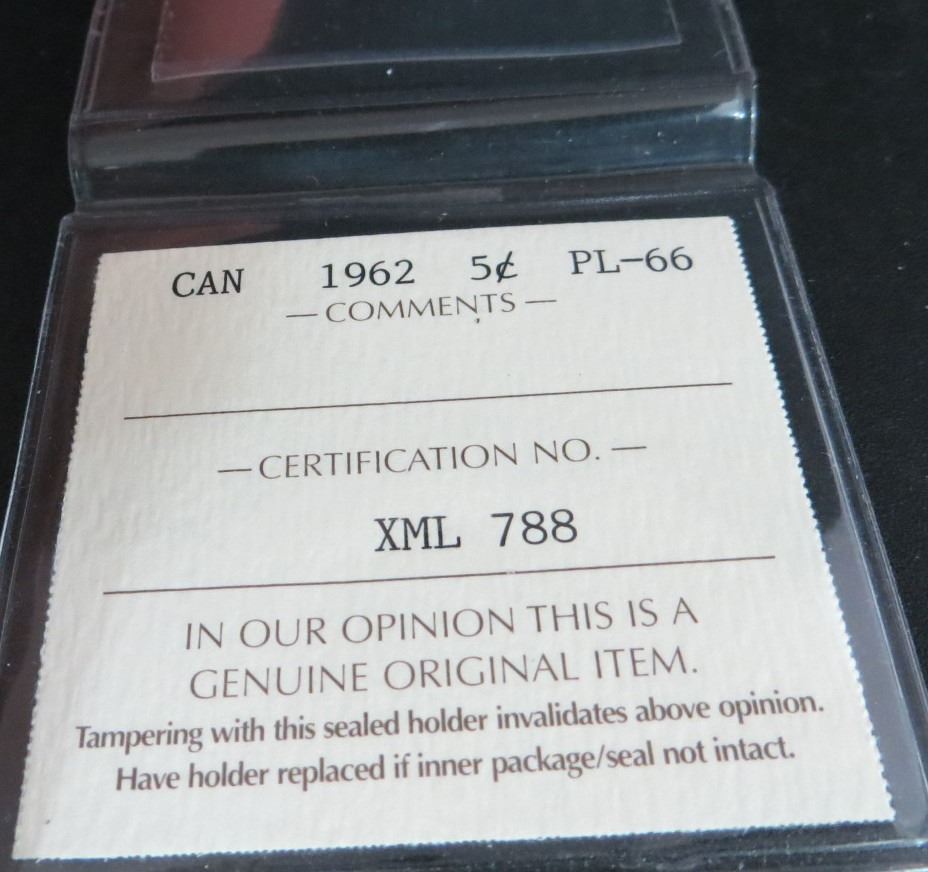 CAN 1962 5¢ PL-66
— COMMENTS —
— CERTIFICATION NO. —
XML 788
IN OUR OPINION THIS IS A
GENUINE ORIGINAL ITEM.
Tampering with this sealed holder invalidates above opinion.
Have holder replaced if inner package/seal not intact.